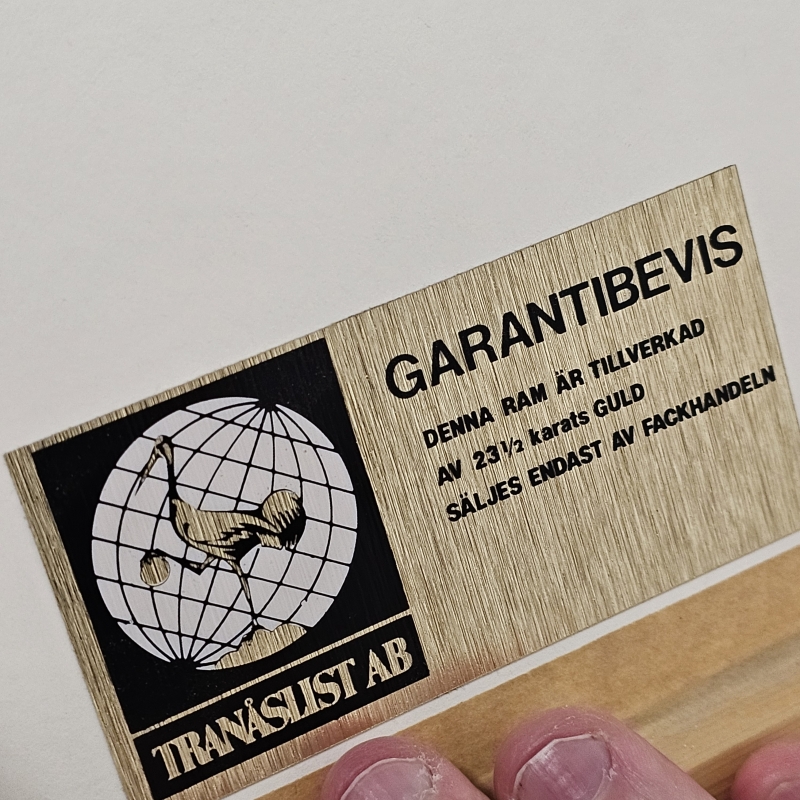 GARANTIBEVIS
DENNA RAM ÄR TILLVERKAD
AV 23½ karats GULD
SÄLJES ENDAST AV FACKHANDELN
TRANÅSLIST AB